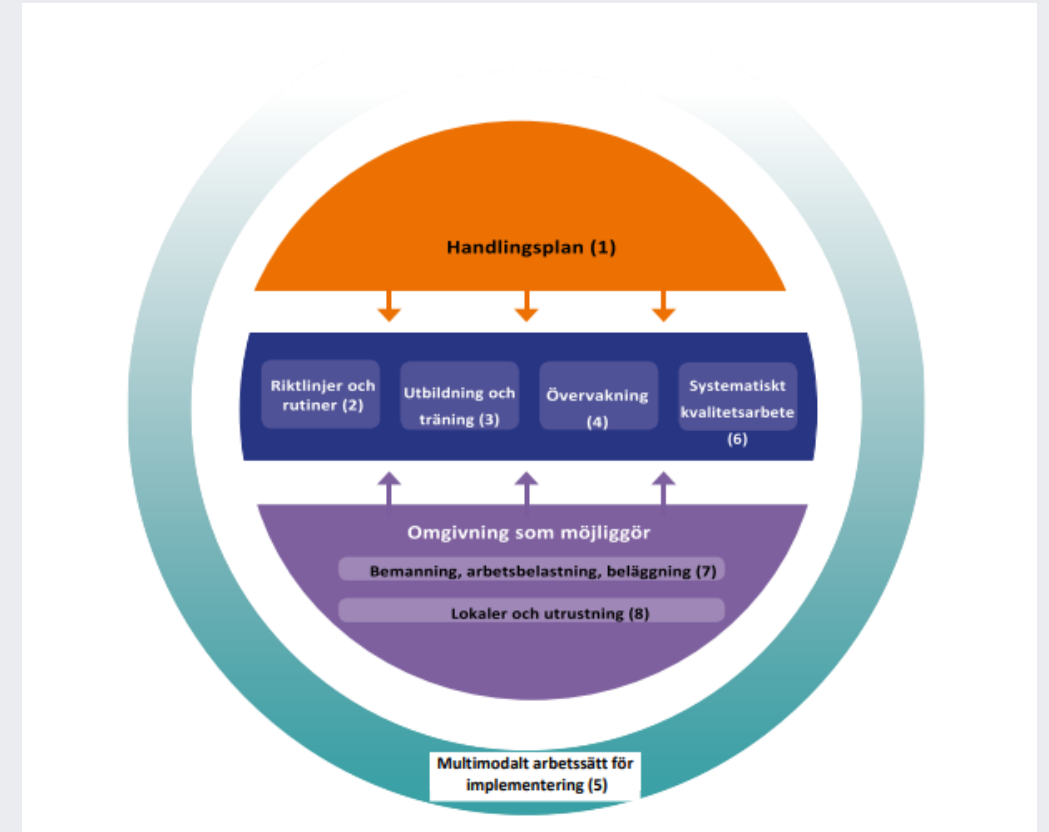 Handlingsplan (1)
Riktlinjer och
rutiner (2)
Utbildning och
träning (3)
Övervakning
(4)
Systematiskt
kvalitetsarbete
(6)
Omgivning som möjliggör
Bemanning, arbetsbelastning, beläggning (7)
Lokaler och utrustning (8)
Multimodalt arbetssätt för
implementering (5)